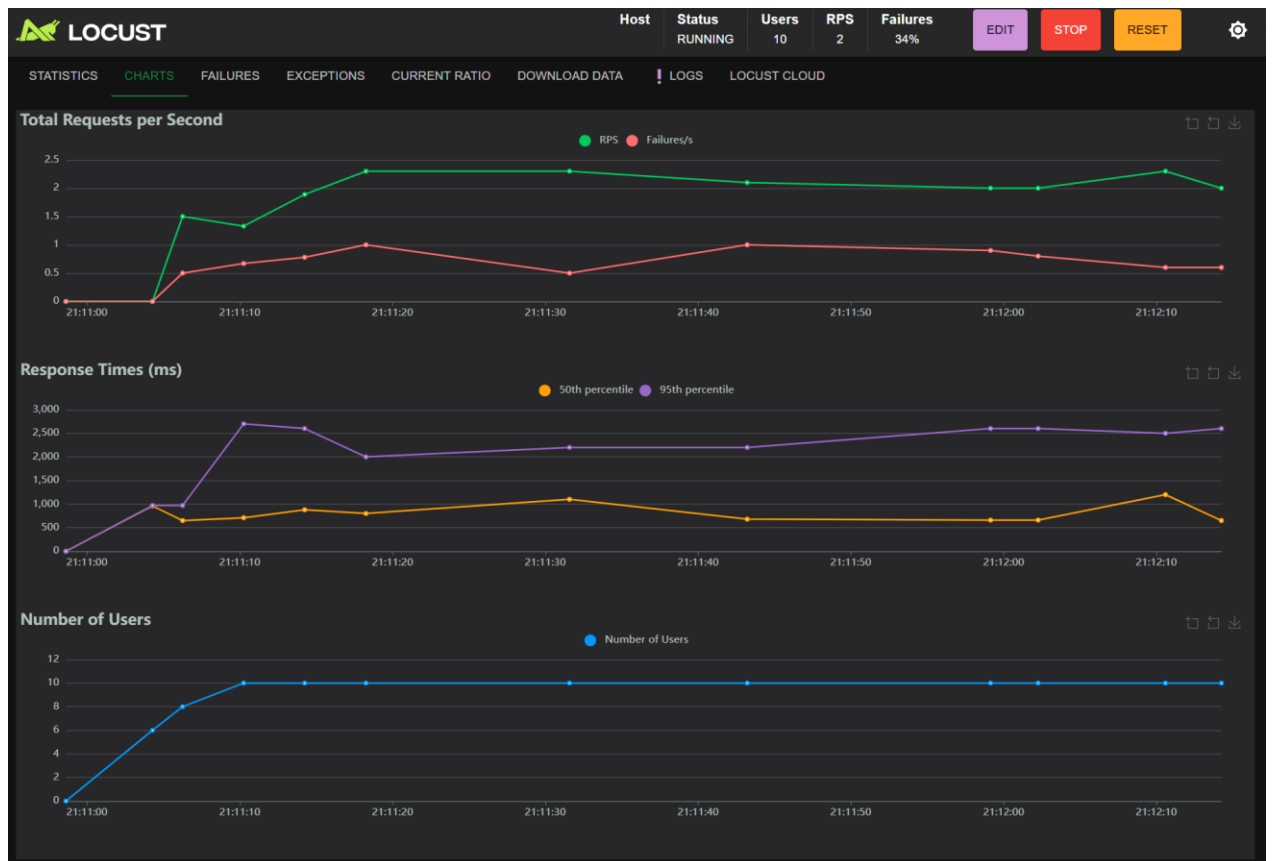 LOCUST
Host Status Users RPS Failures
RUNNING 10 2 34%
EDIT STOP RESET
STATISTICS CHARTS FAILURES EXCEPTIONS CURRENT RATIO DOWNLOAD DATA ! LOGS LOCUST CLOUD
Total Requests per Second
RPS Failures/s
2.5
2
1.5
1
0.5
0
21:11:00 21:11:10 21:11:20 21:11:30 21:11:40 21:11:50 21:12:00 21:12:10
Response Times (ms)
50th percentile 95th percentile
3,000
2,500
2,000
1,500
1,000
500
0
21:11:00 21:11:10 21:11:20 21:11:30 21:11:40 21:11:50 21:12:00 21:12:10
Number of Users
Number of Users
12
10
8
6
4
2
0
21:11:00 21:11:10 21:11:20 21:11:30 21:11:40 21:11:50 21:12:00 21:12:10